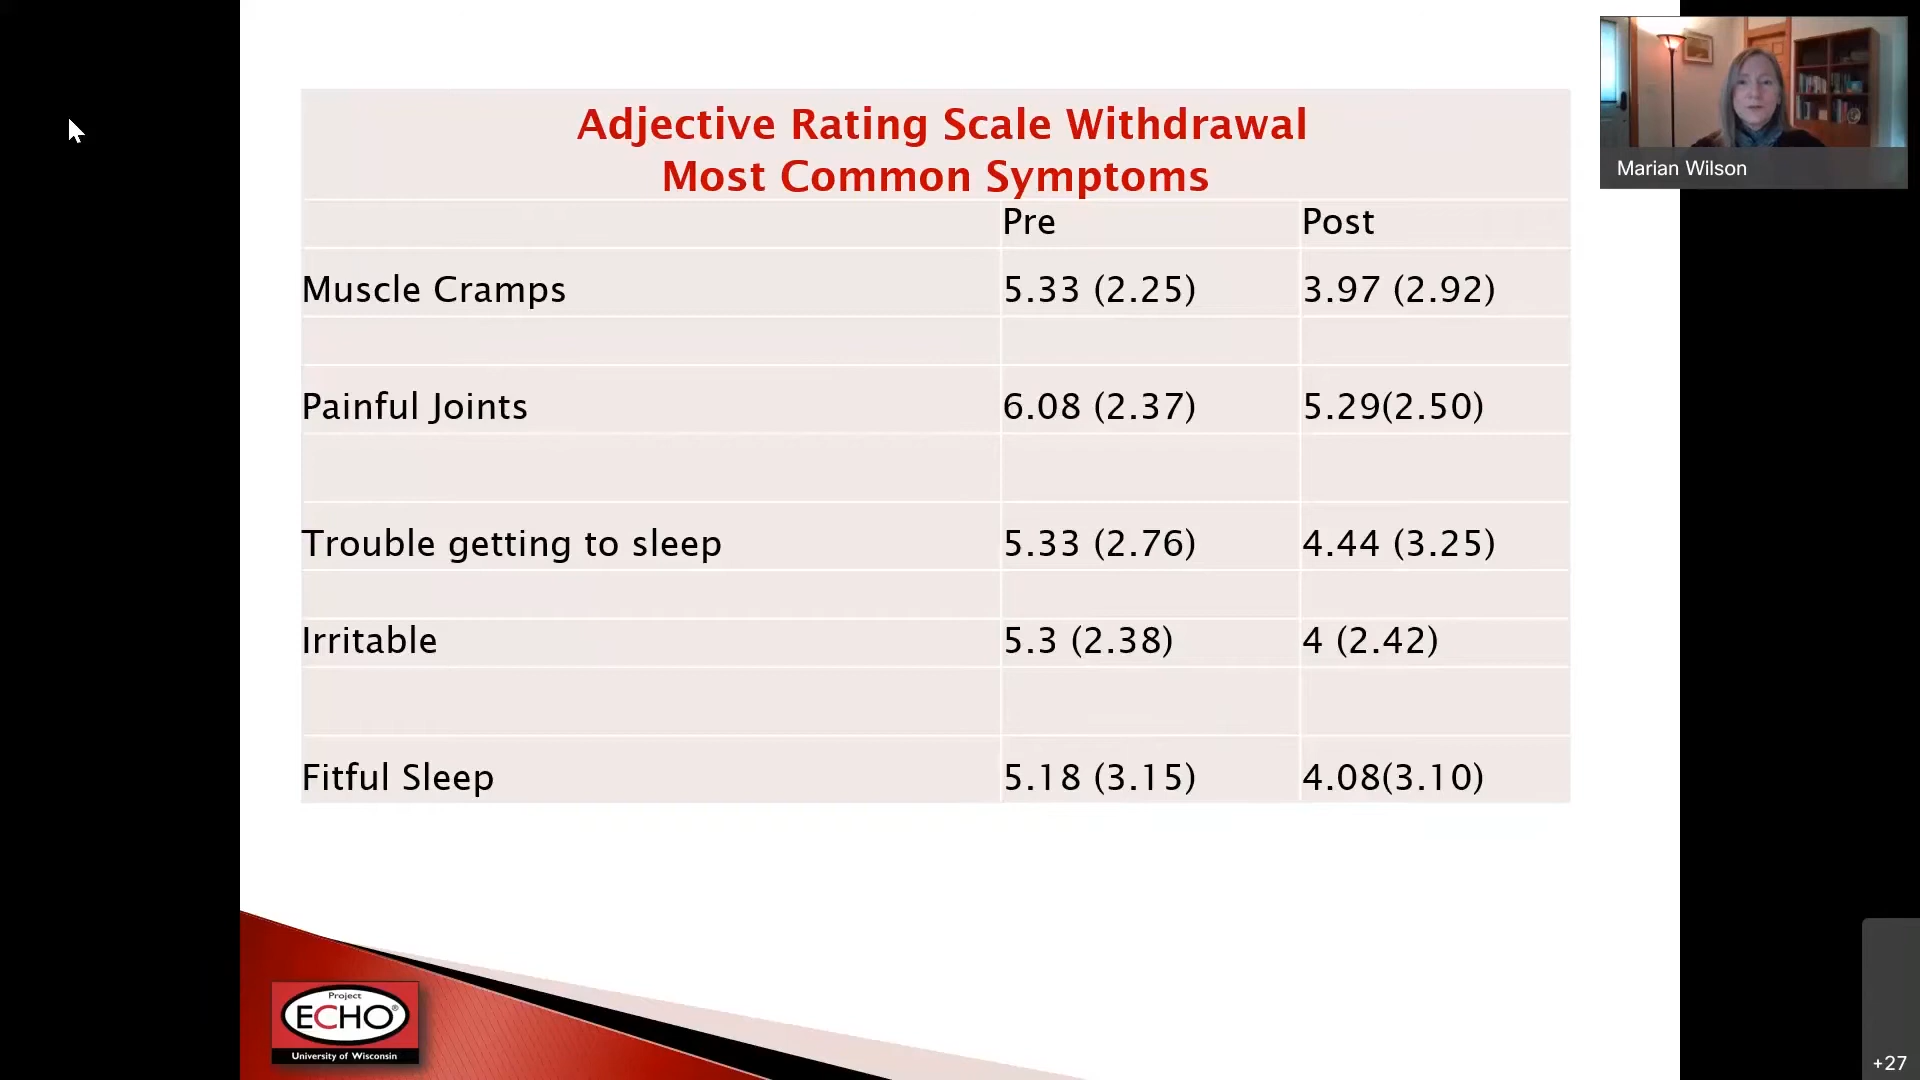 Adjective Rating Scale Withdrawal
Most Common Symptoms
Pre Post
Muscle Cramps 5.33 (2.25) 3.97 (2.92)
Painful Joints 6.08 (2.37) 5.29(2.50)
Trouble getting to sleep 5.33 (2.76) 4.44 (3.25)
Irritable 5.3 (2.38) 4 (2.42)
Fitful Sleep 5.18 (3.15) 4.08(3.10)
Marian Wilson
Project
ECHO®
University of Wisconsin
+27